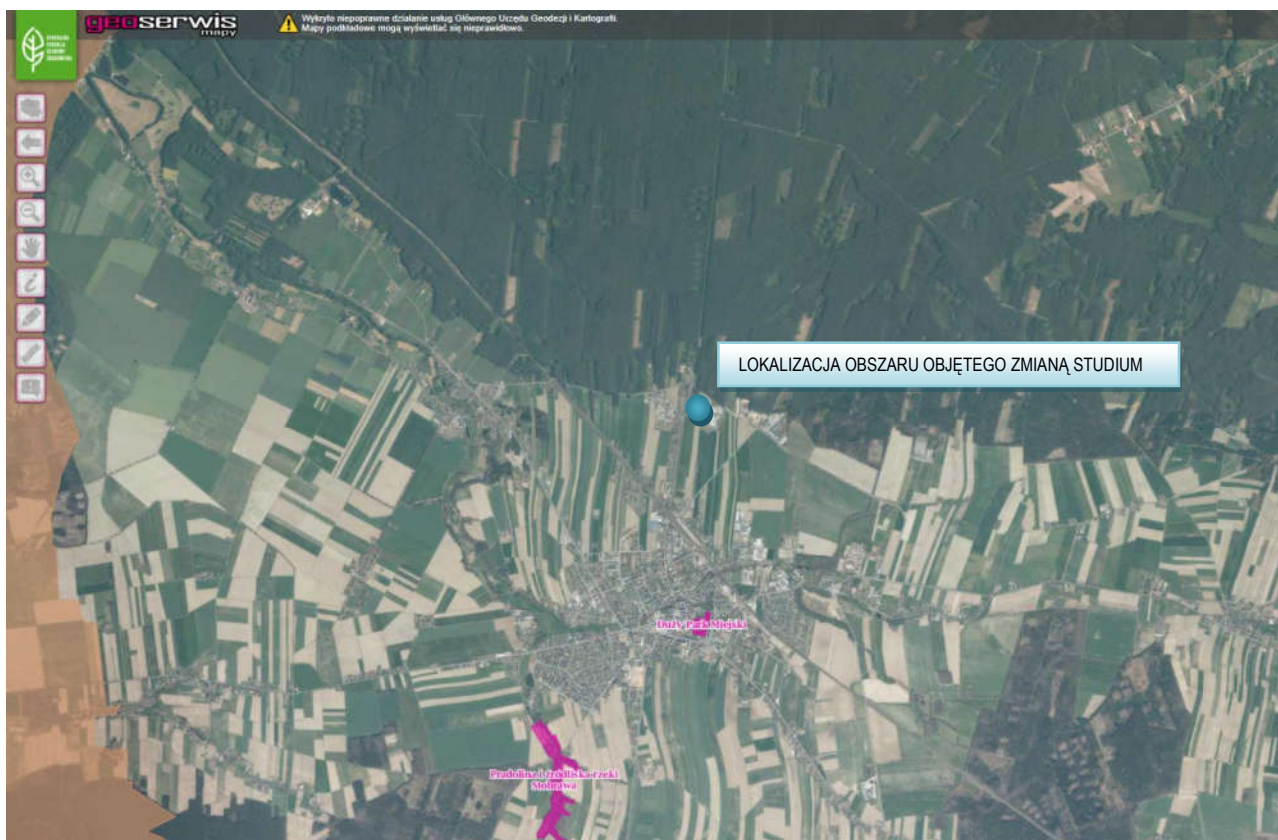 geoserwis
mapy
Wykryto niepoprawne działanie usług Głównego Urzędu Geodezji i Kartografii.
Mapy podkładowe mogą wyświetlać się nieprawidłowo.
LOKALIZACJA OBSZARU OBJĘTEGO ZMIANĄ STUDIUM
Duży Park Miejski
Pradolina i źródliska rzeki
Stobrawa